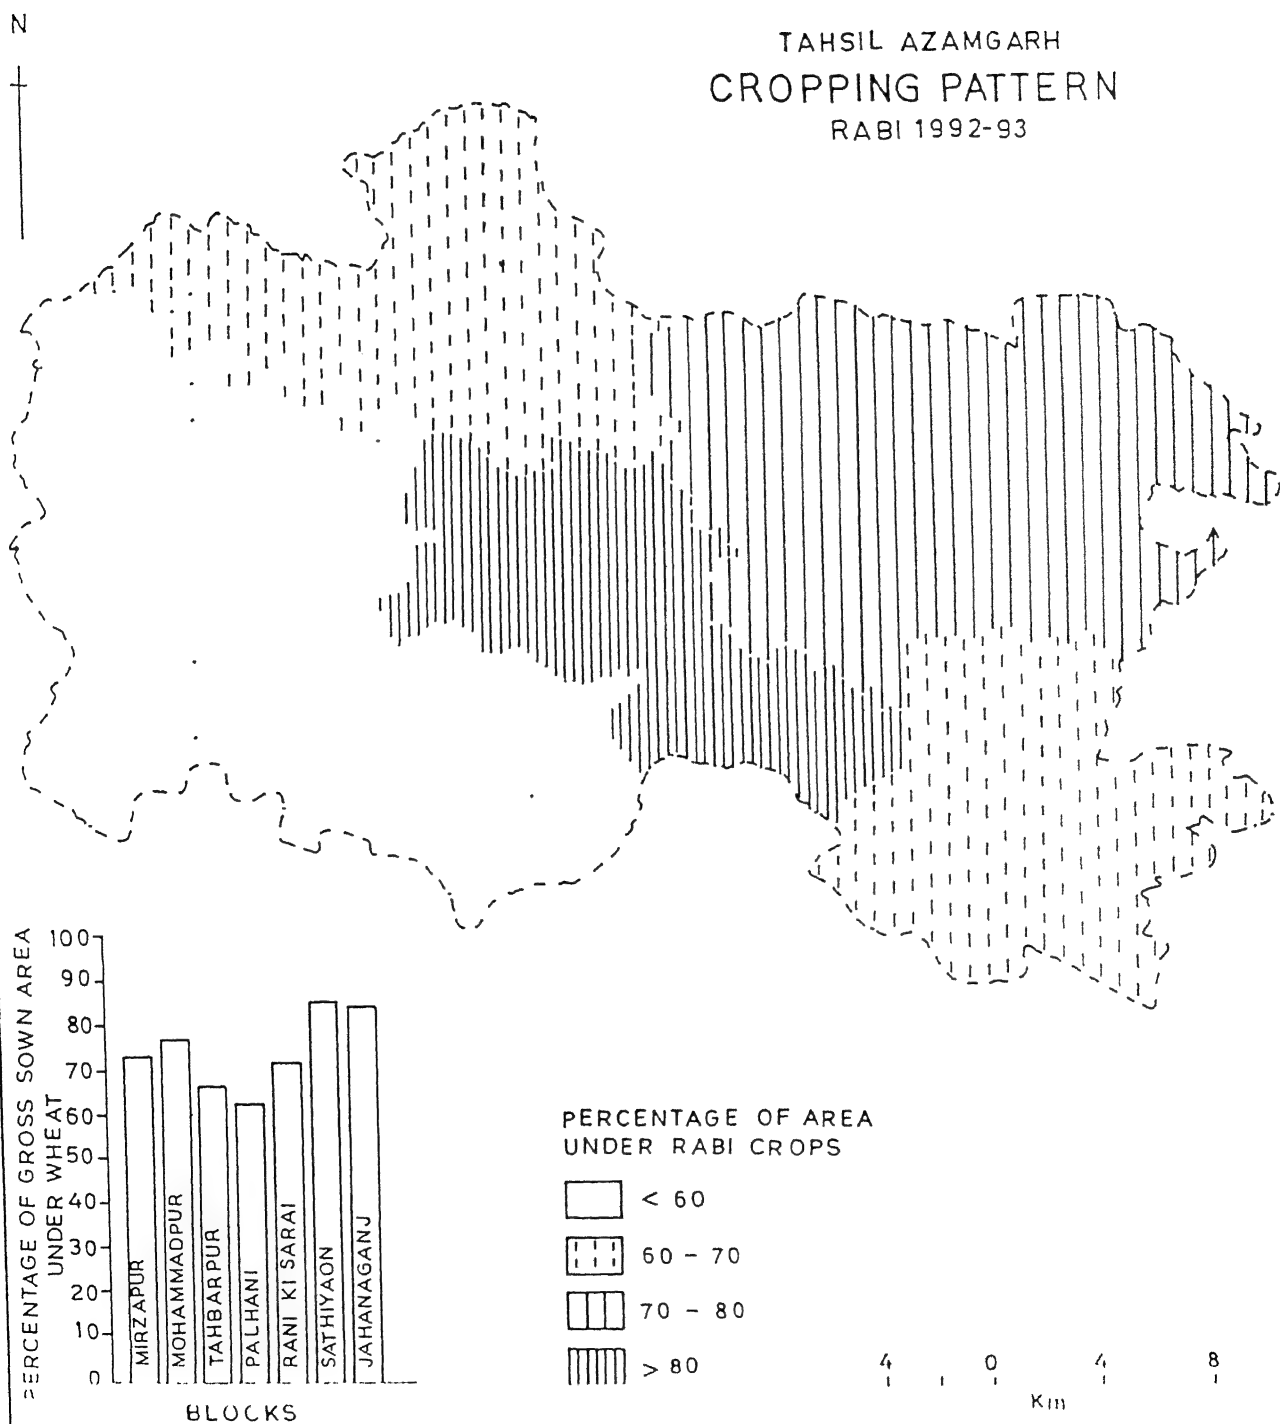 N
TAHSIL AZAMGARH
CROPPING PATTERN
RABI 1992-93
PERCENTAGE OF GROSS SOWN AREA
UNDER WHEAT
100
90
80
70
60
50
40
30
20
10
0
MIRZAPUR
MOHAMMADPUR
TAHBARPUR
PALHANI
RANI KI SARAI
SATHIYAON
JAHANAGANJ
BLOCKS
PERCENTAGE OF AREA
UNDER RABI CROPS
< 60
60 - 70
70 - 80
> 80
4 0 4 8
Km